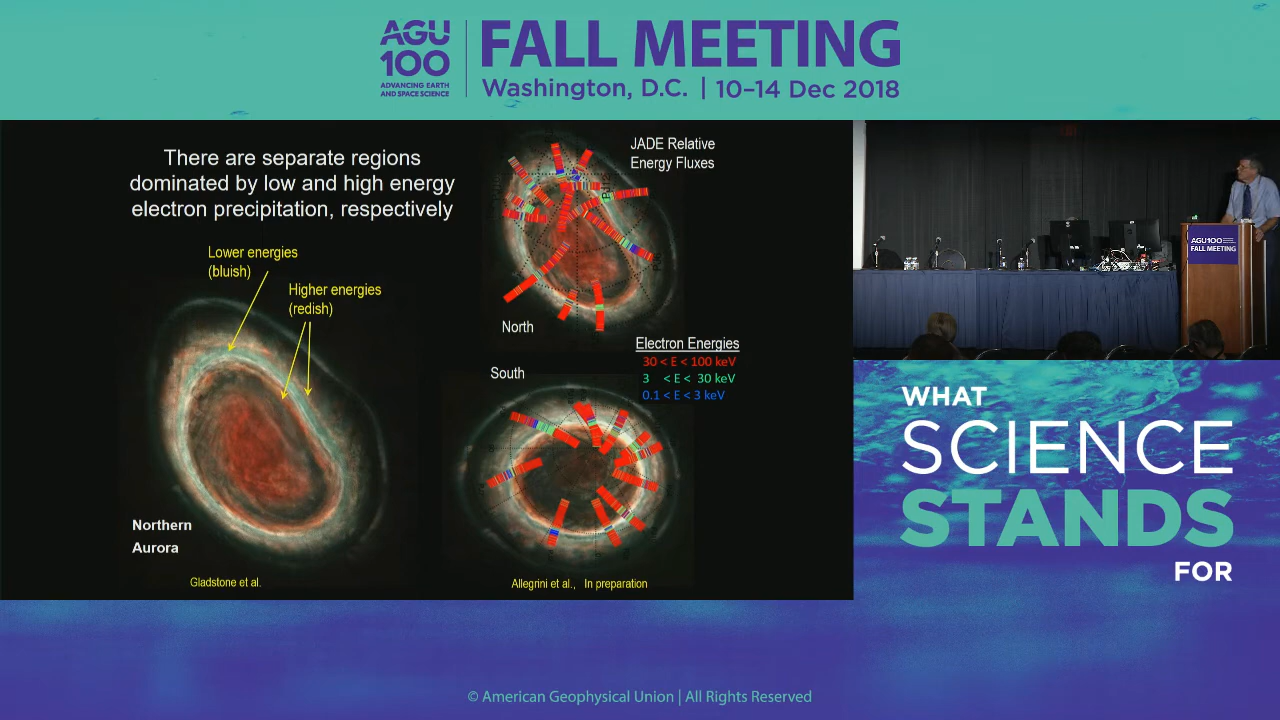 AGU
100
ADVANCING EARTH
AND SPACE SCIENCE
FALL MEETING
Washington, D.C. | 10–14 Dec 2018
There are separate regions
dominated by low and high energy
electron precipitation, respectively
Lower energies
(bluish)
Higher energies
(redish)
Northern
Aurora
Gladstone et al.
JADE Relative
Energy Fluxes
North
Electron Energies
30 < E < 100 keV
3 < E < 30 keV
0.1 < E < 3 keV
South
Allegrini et al., In preparation
AGU100
FALL MEETING
WHAT
SCIENCE
STANDS
FOR
© American Geophysical Union | All Rights Reserved